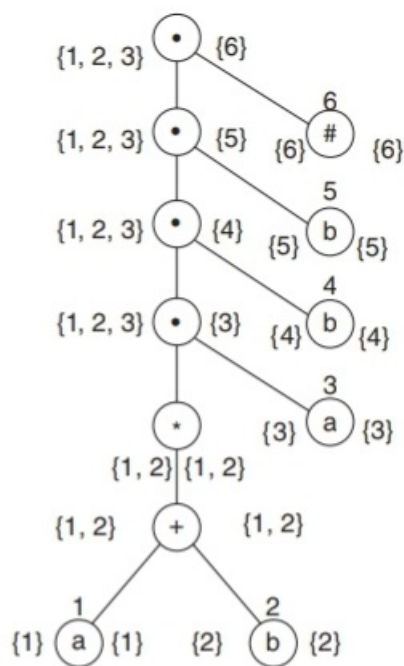 •
{1, 2, 3} {6}
6
• # 
{1, 2, 3} {5} {6} {6}
5
• b
{1, 2, 3} {4} {5} {5}
4
{1, 2, 3} • {3} {4} b {4}
3
* {3} a {3}
{1, 2} {1, 2}
{1, 2} + {1, 2}
1 2
{1} a {1} {2} b {2}